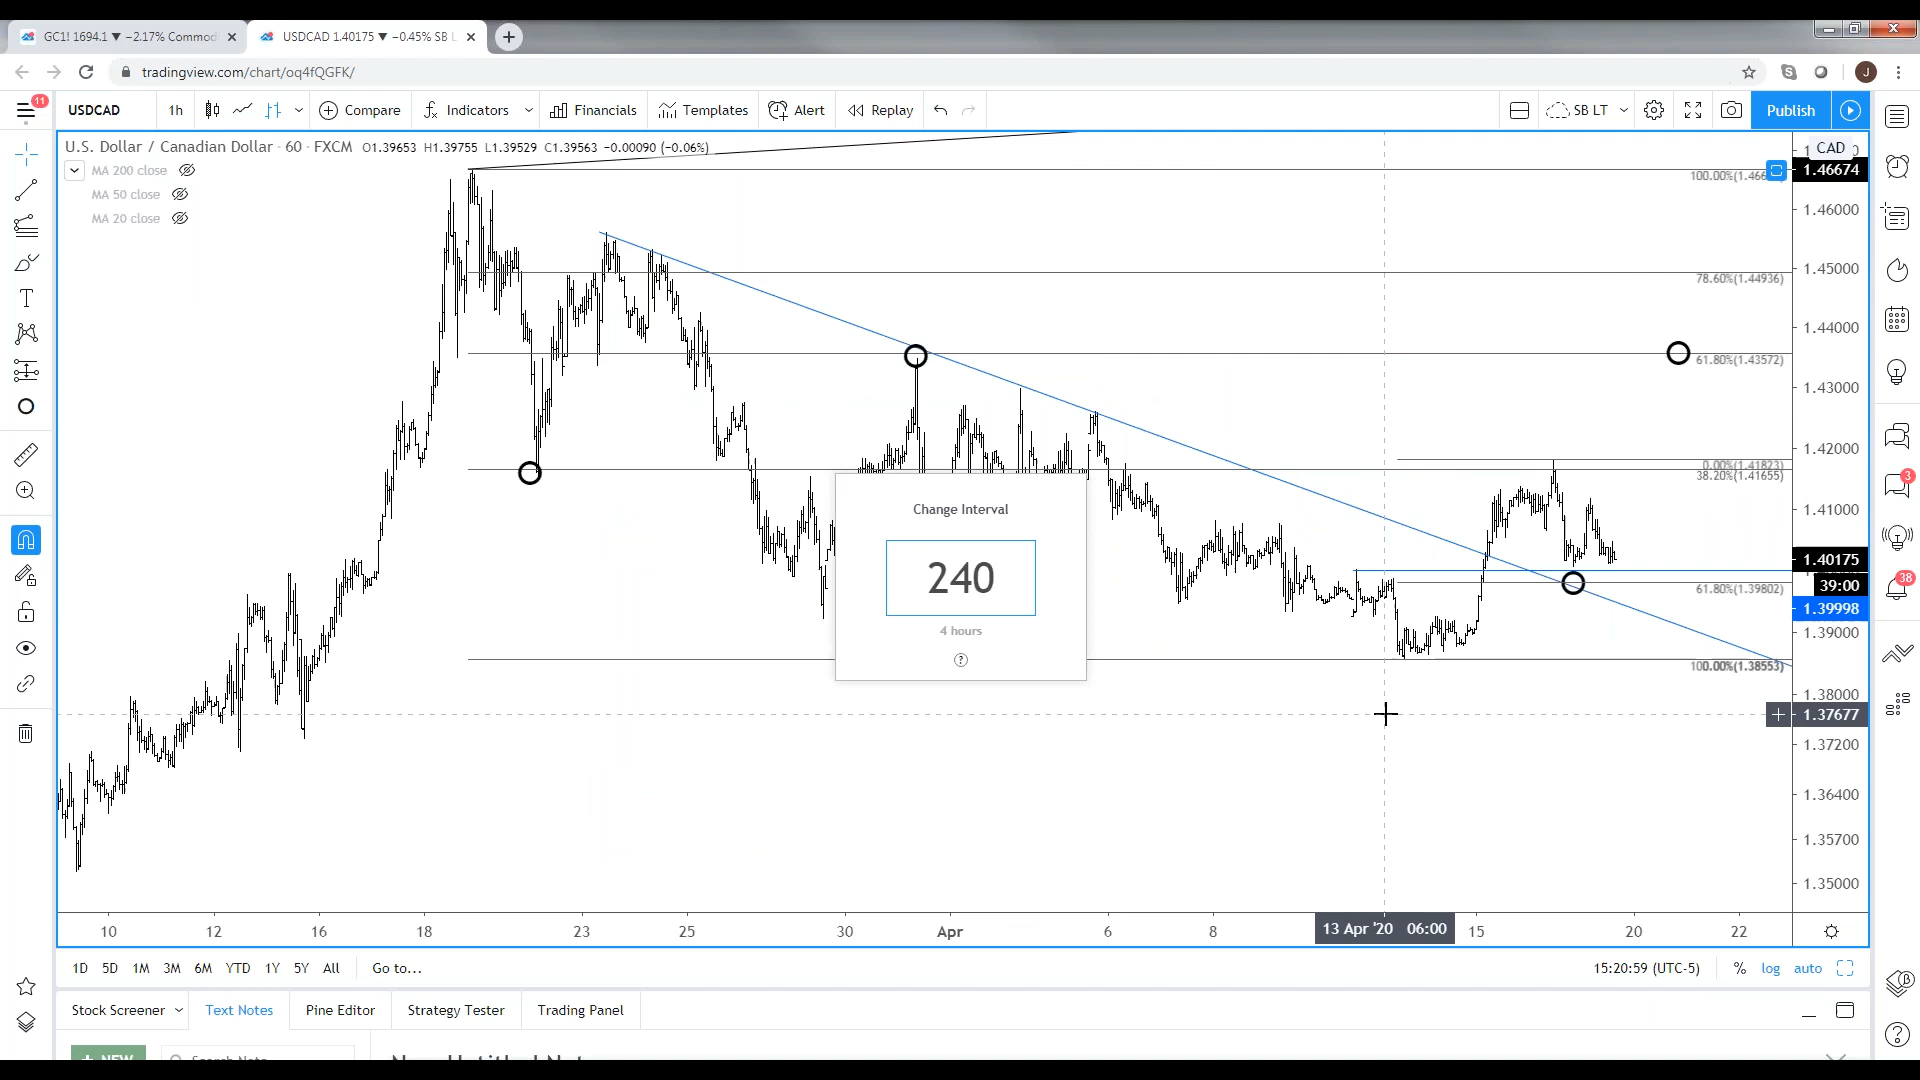 GC1! 1694.1 ▼ −2.17% Commod
USDCAD 1.40175 ▼ −0.45% SB L
tradingview.com/chart/oq4fQGFK/
J
11
USDCAD
1h
Compare
Indicators
Financials
Templates
Alert
Replay
SB LT
Publish
U.S. Dollar / Canadian Dollar · 60 · FXCM O1.39653 H1.39755 L1.39529 C1.39563 −0.00090 (−0.06%)
CAD
MA 200 close
MA 50 close
MA 20 close
1.46674
1.46000
78.60%(1.44936)
1.45000
1.44000
61.80%(1.43572)
1.43000
1.42000
0.00%(1.41823)
38.20%(1.41655)
3
Change Interval
1.41000
240
4 hours
1.40175
39:00
38
61.80%(1.39802)
1.39998
1.39000
1.38000
1.37677
1.37200
1.36400
1.35700
1.35000
10 12 16 18 23 25 30 Apr 6 8 13 Apr '20 06:00 15 20 22
1D 5D 1M 3M 6M YTD 1Y 5Y All Go to...
15:20:59 (UTC-5) % log auto
Stock Screener Text Notes Pine Editor Strategy Tester Trading Panel